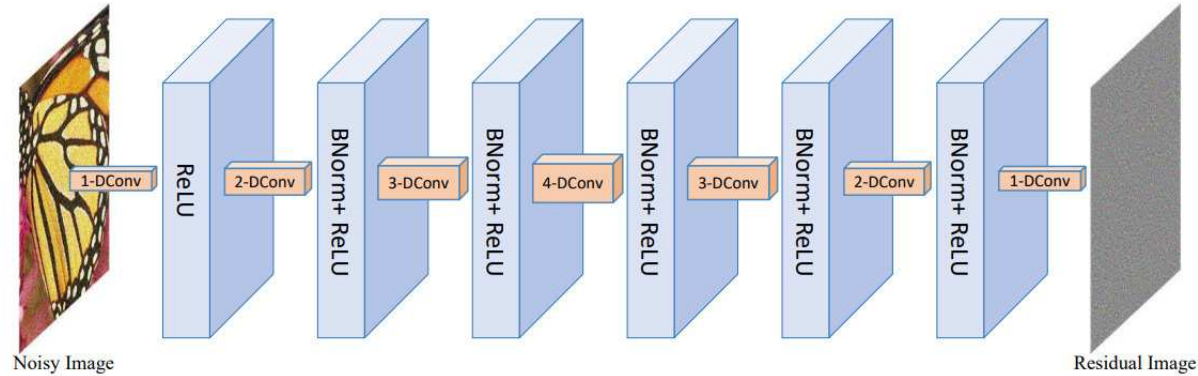 1-DConv
ReLU
2-DConv
BNorm+ ReLU
3-DConv
BNorm+ ReLU
4-DConv
BNorm+ ReLU
3-DConv
BNorm+ ReLU
2-DConv
BNorm+ ReLU
1-DConv
Noisy Image
Residual Image